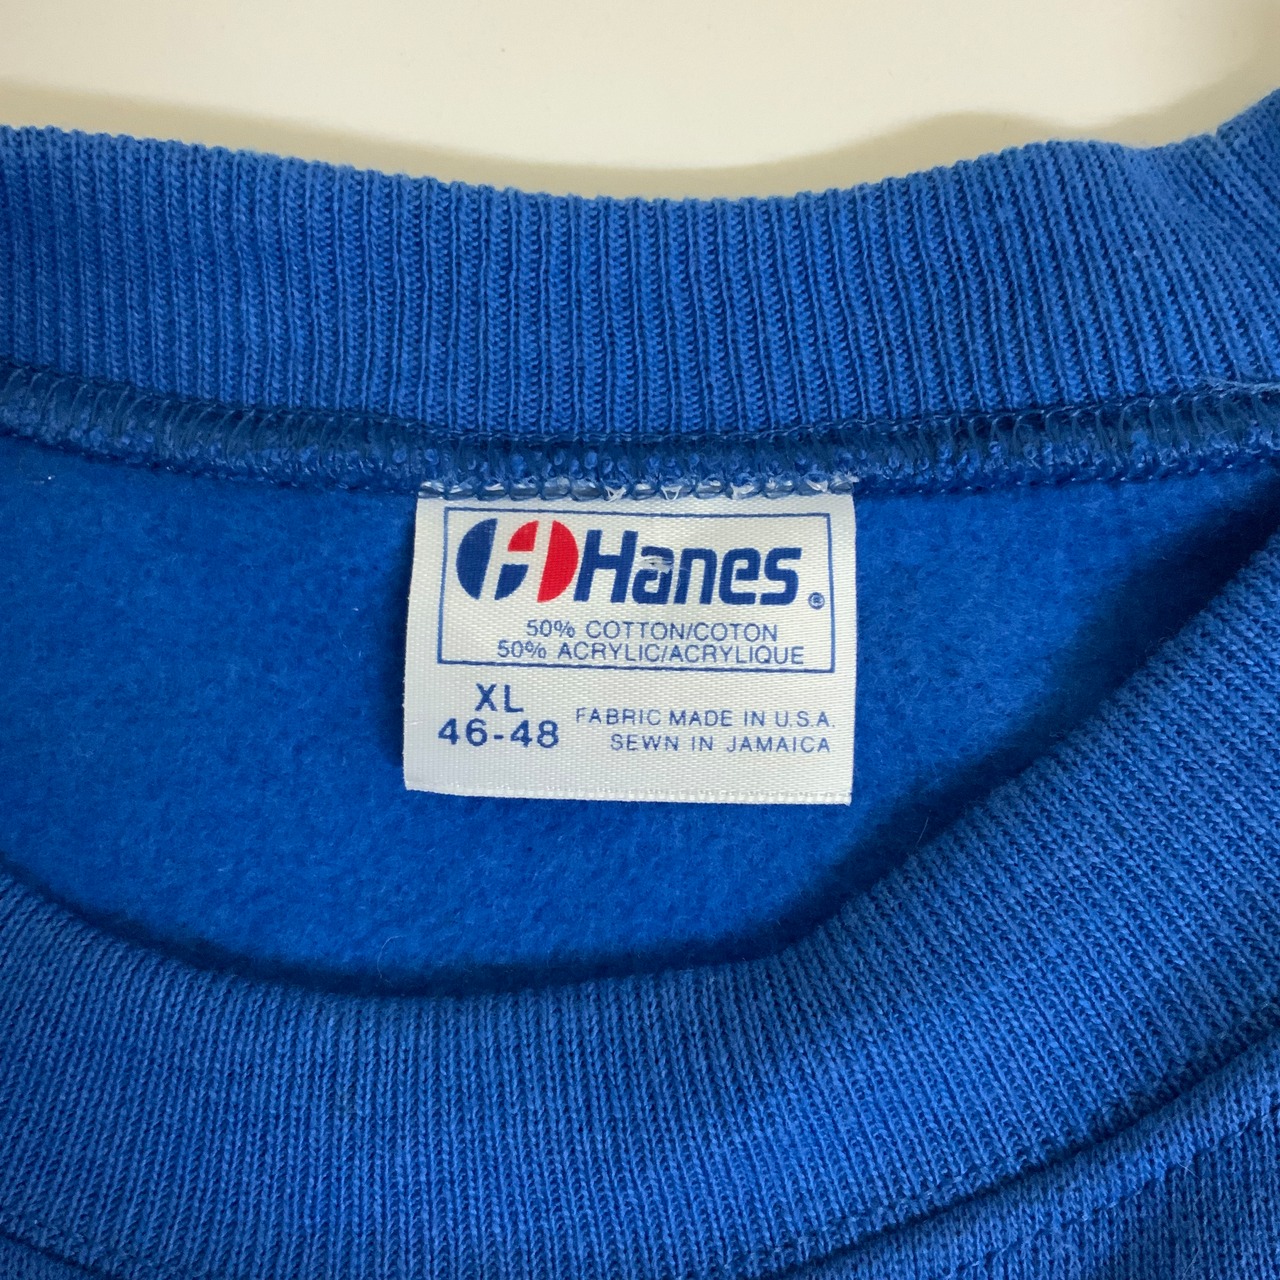 Hanes®
50% COTTON/COTON
50% ACRYLIC/ACRYLIQUE
XL
46-48
FABRIC MADE IN U.S.A.
SEWN IN JAMAICA